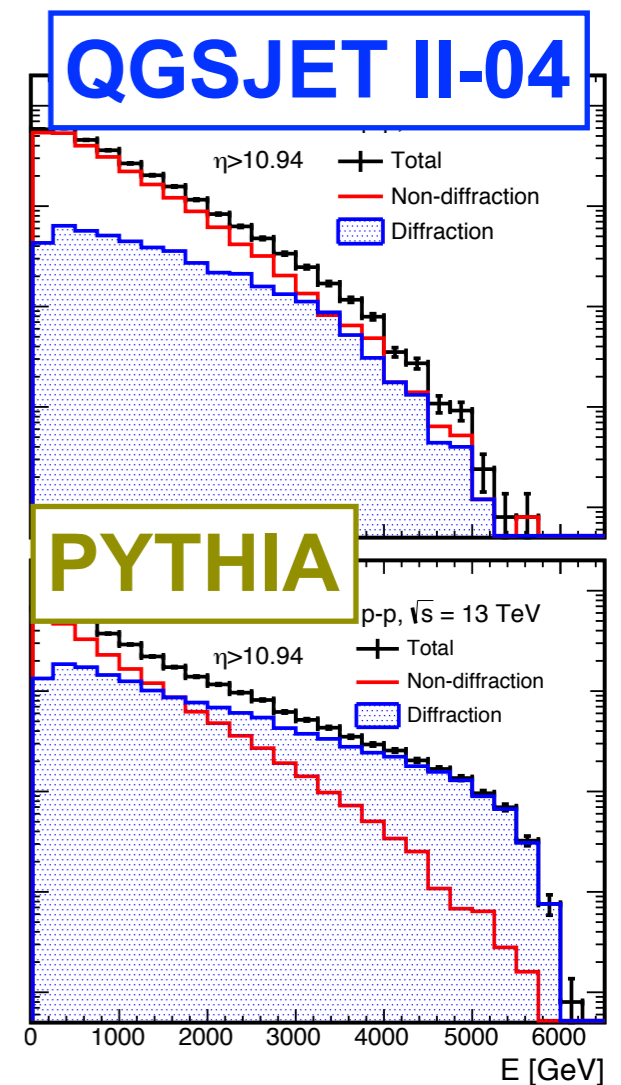 QGSJET II-04
η>10.94
Total
Non-diffraction
Diffraction
PYTHIA
p-p, √s = 13 TeV
η>10.94
Total
Non-diffraction
Diffraction
0 1000 2000 3000 4000 5000 6000
E [GeV]